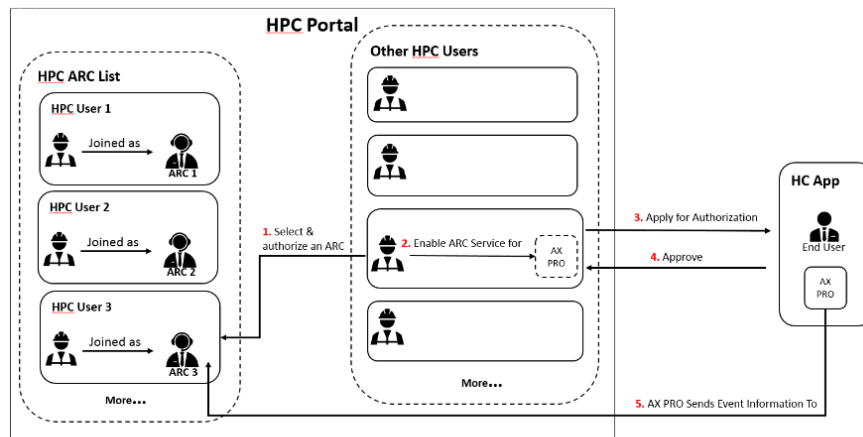 HPC Portal
HPC ARC List
HPC User 1
Joined as
ARC 1
HPC User 2
Joined as
ARC 2
HPC User 3
Joined as
ARC 3
More...
1. Select &
authorize an ARC
Other HPC Users
2. Enable ARC Service for
AX
PRO
More...
3. Apply for Authorization
4. Approve
HC App
End User
AX
PRO
5. AX PRO Sends Event Information To